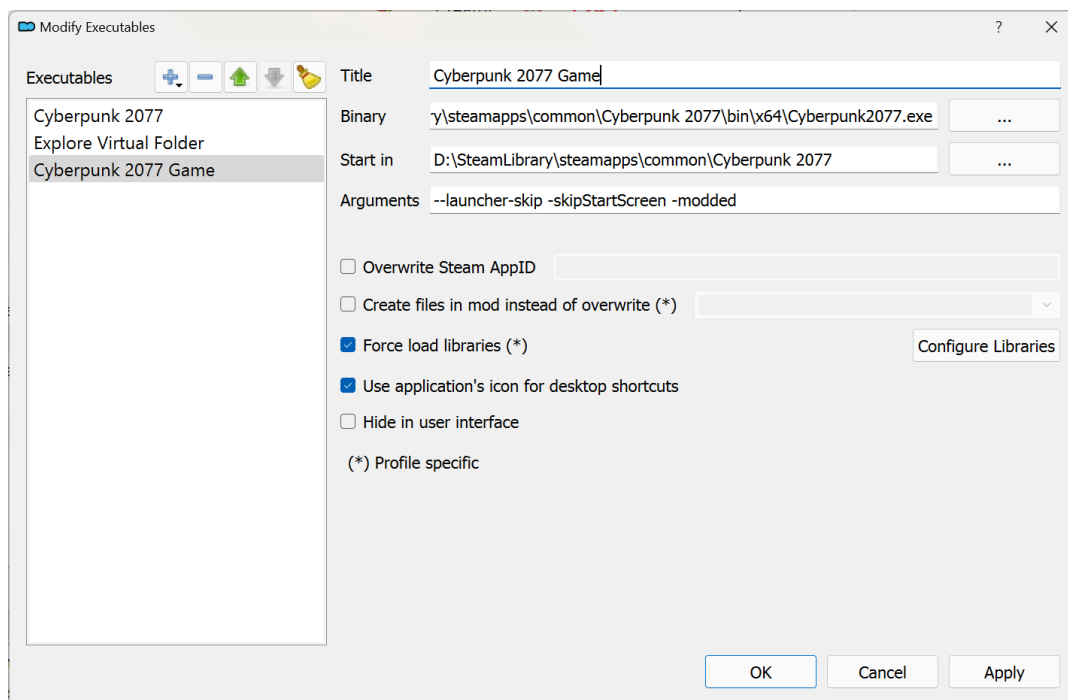 Modify Executables
Executables
Cyberpunk 2077
Explore Virtual Folder
Cyberpunk 2077 Game
Title Cyberpunk 2077 Game
Binary ry\steamapps\common\Cyberpunk 2077\bin\x64\Cyberpunk2077.exe ...
Start in D:\SteamLibrary\steamapps\common\Cyberpunk 2077 ...
Arguments --launcher-skip -skipStartScreen -modded
Overwrite Steam AppID
Create files in mod instead of overwrite (*)
Force load libraries (*) Configure Libraries
Use application's icon for desktop shortcuts
Hide in user interface
(*) Profile specific
OK Cancel Apply